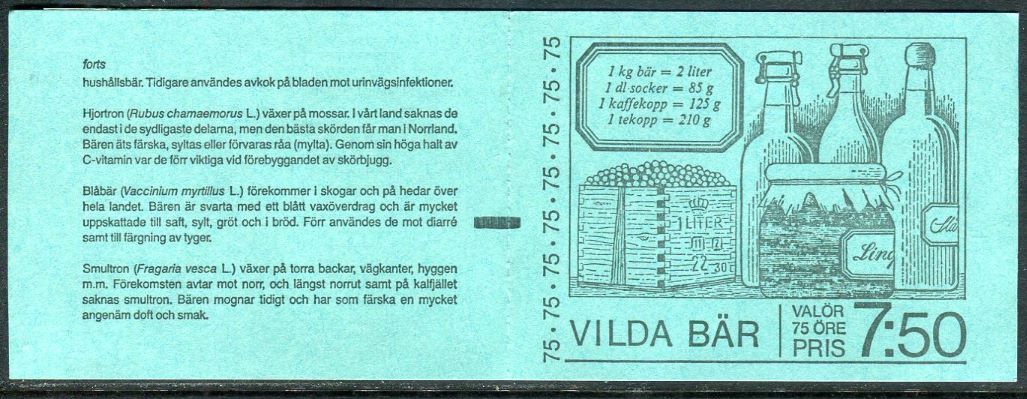 forts
hushållsbär. Tidigare användes avkok på bladen mot urinvägsinfektioner.
Hjortron (Rubus chamaemorus L.) växer på mossar. I vårt land saknas de
endast i de sydligaste delarna, men den bästa skörden får man i Norrland.
Bären äts färska, syltas eller förvaras råa (mylta). Genom sin höga halt av
C-vitamin var de förr viktiga vid förebyggandet av skörbjugg.
Blåbär (Vaccinium myrtillus L.) förekommer i skogar och på hedar över
hela landet. Bären är svarta med ett blått vaxöverdrag och är mycket
uppskattade till saft, sylt, gröt och i bröd. Förr användes de mot diarré
samt till färgning av tyger.
Smultron (Fragaria vesca L.) växer på torra backar, vägkanter, hyggen
m.m. Förekomsten avtar mot norr, och längst norrut samt på kalfjället
saknas smultron. Bären mognar tidigt och har som färska en mycket
angenäm doft och smak.
75·75·75·75·75·75·75·75
1 kg bär = 2 liter
1 dl socker = 85 g
1 kaffekopp = 125 g
1 tekopp = 210 g
1 LITER
22
30
Ling
VILDA BÄR
VALÖR
75 ÖRE
PRIS
7:50